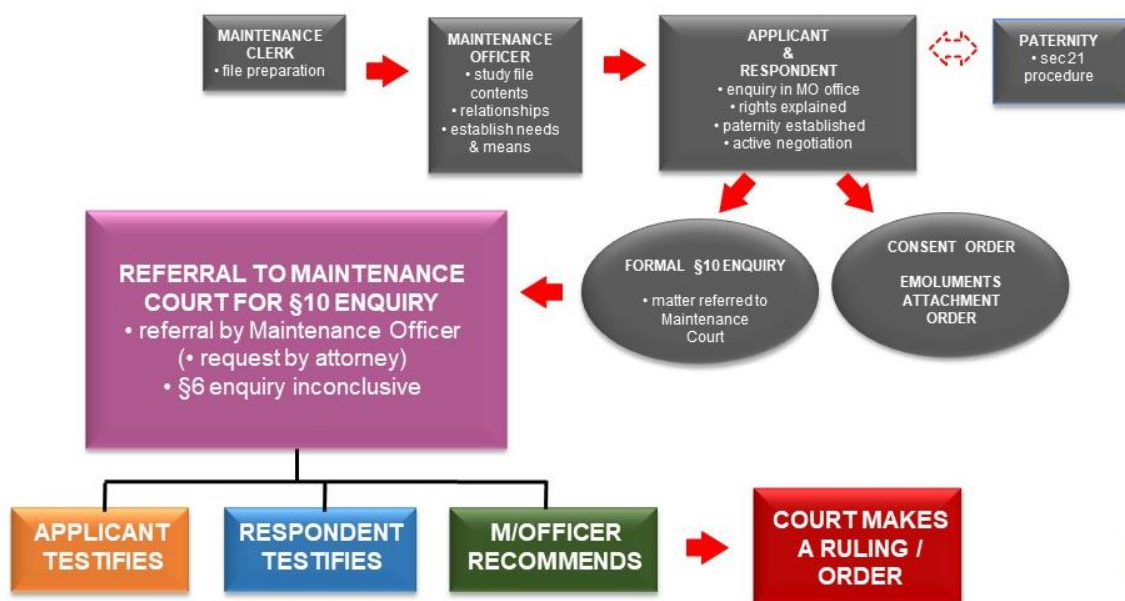 MAINTENANCE
CLERK
• file preparation
MAINTENANCE
OFFICER
• study file
contents
• relationships
• establish needs
& means
APPLICANT
&
RESPONDENT
• enquiry in MO office
• rights explained
• paternity established
• active negotiation
PATERNITY
• sec21
procedure
FORMAL §10 ENQUIRY
• matter referred to
Maintenance
Court
CONSENT ORDER
EMOLUMENTS
ATTACHMENT
ORDER
REFERRAL TO MAINTENANCE
COURT FOR §10 ENQUIRY
• referral by Maintenance Officer
(• request by attorney)
• §6 enquiry inconclusive
APPLICANT
TESTIFIES
RESPONDENT
TESTIFIES
M/OFFICER
RECOMMENDS
COURT MAKES
A RULING /
ORDER